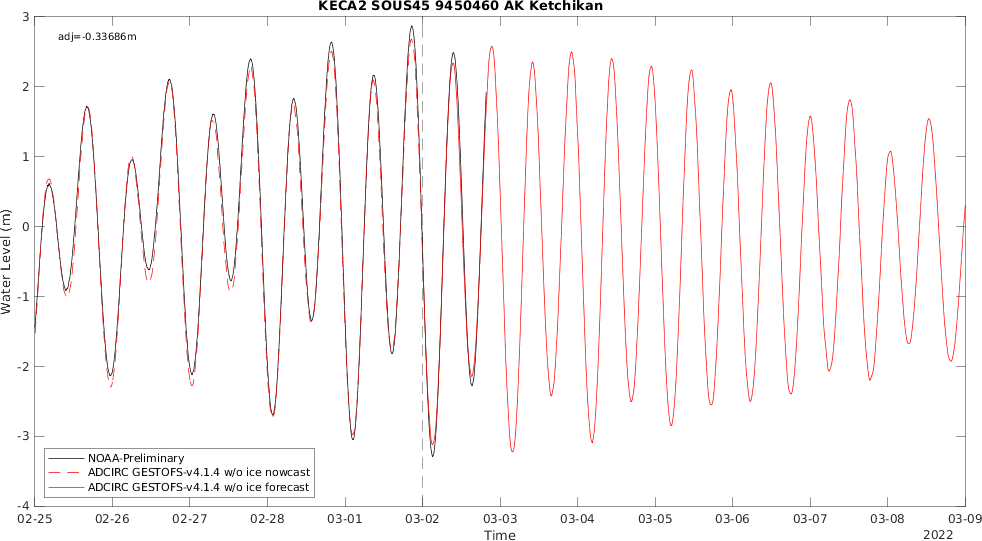 KECA2 SOUS45 9450460 AK Ketchikan
adj=-0.33686m
3
2
1
0
-1
-2
-3
-4
Water Level (m)
NOAA-Preliminary
ADCIRC GESTOFS-v4.1.4 w/o ice nowcast
ADCIRC GESTOFS-v4.1.4 w/o ice forecast
02-25 02-26 02-27 02-28 03-01 03-02 03-03 03-04 03-05 03-06 03-07 03-08 03-09
Time
2022